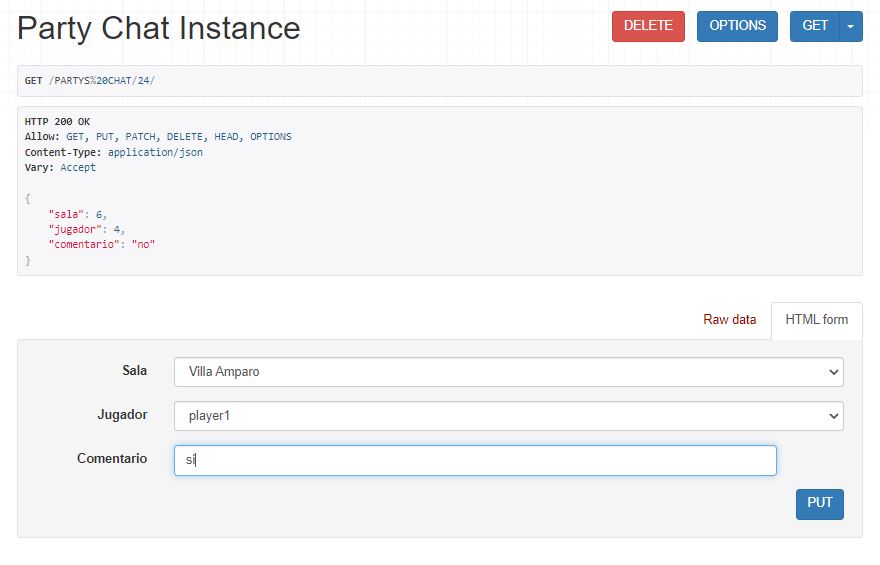 Party Chat Instance
DELETE OPTIONS GET
GET /PARTYS%20CHAT/24/
HTTP 200 OK
Allow: GET, PUT, PATCH, DELETE, HEAD, OPTIONS
Content-Type: application/json
Vary: Accept
{
"sala": 6,
"jugador": 4,
"comentario": "no"
}
Raw data HTML form
Sala Villa Amparo
Jugador player1
Comentario si
PUT